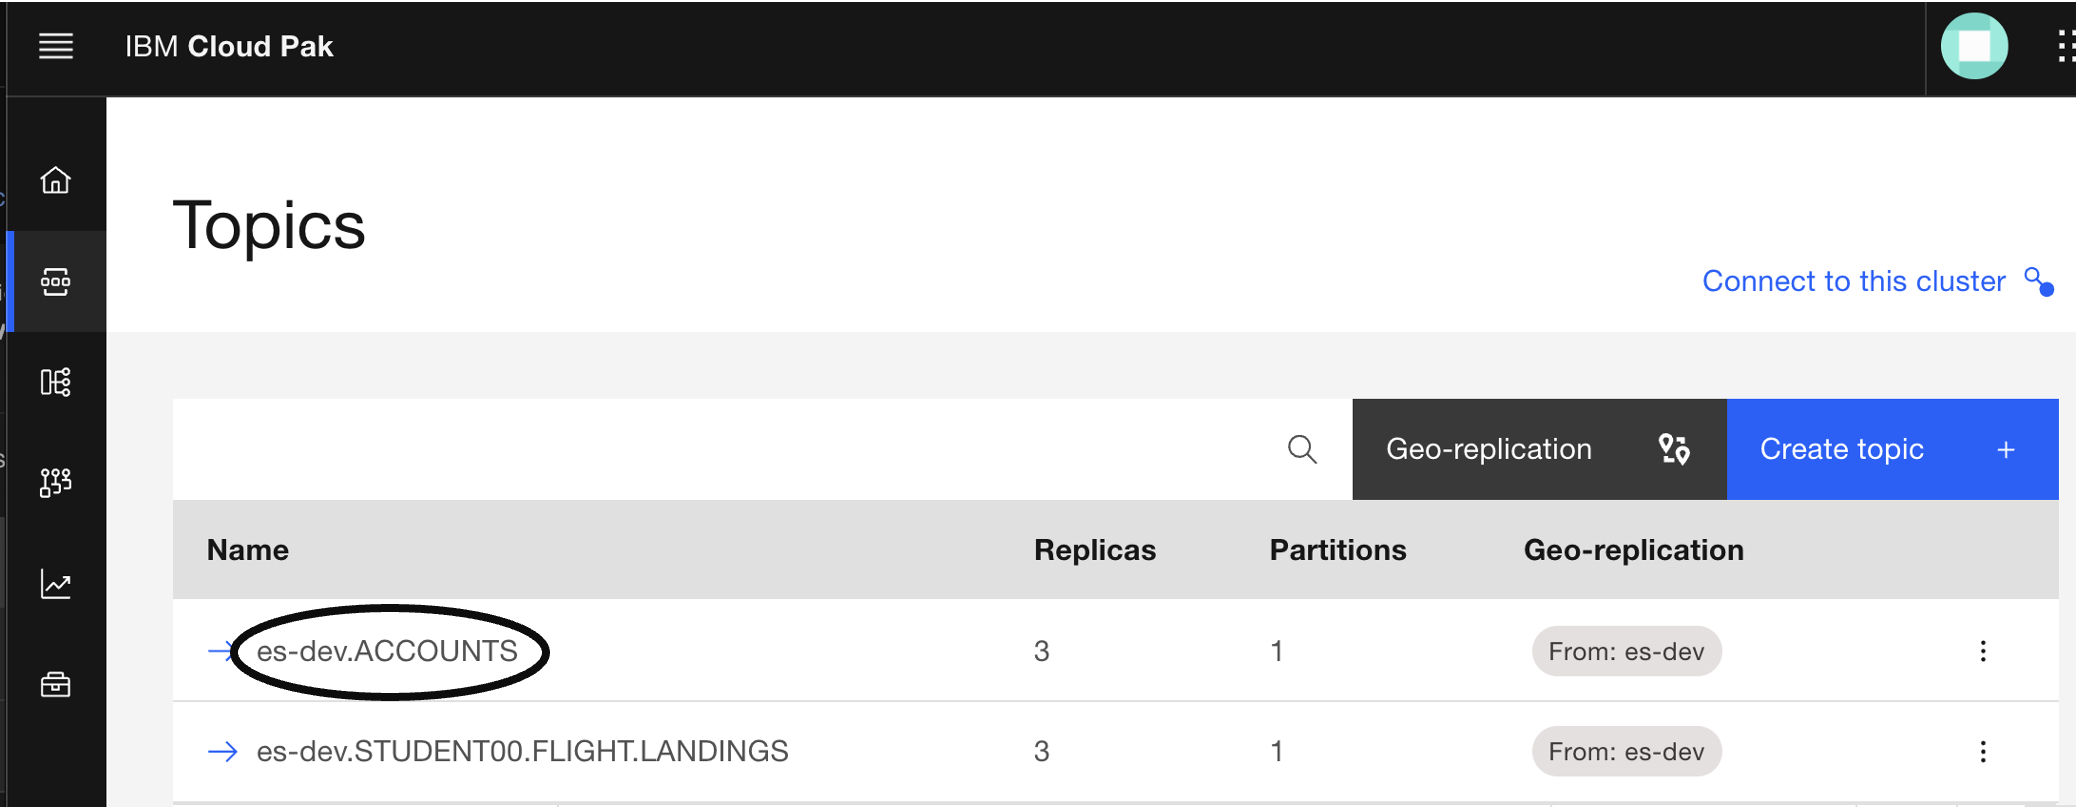 IBM Cloud Pak
Topics
Connect to this cluster
Geo-replication
Create topic +
Name Replicas Partitions Geo-replication
es-dev.ACCOUNTS 3 1 From: es-dev
es-dev.STUDENT00.FLIGHT.LANDINGS 3 1 From: es-dev